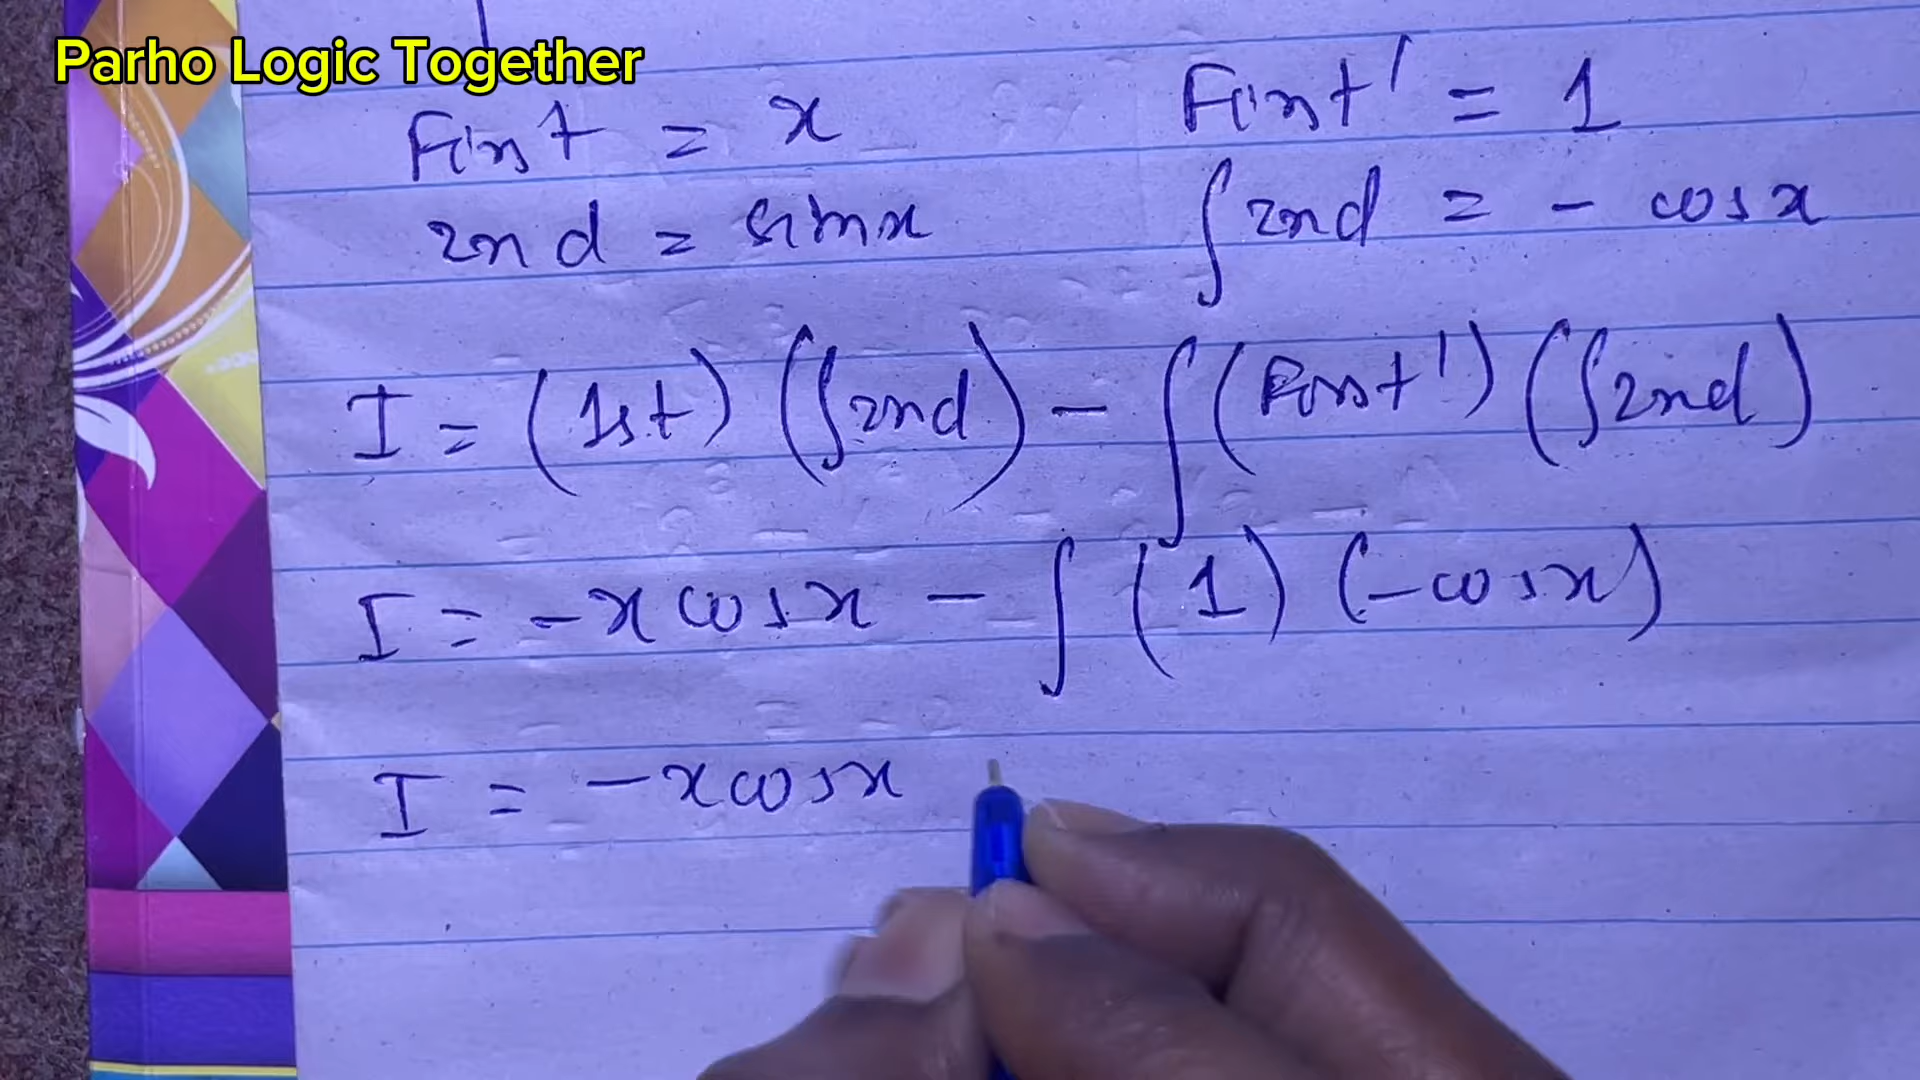 Parho Logic Together
First = x    First' = 1
2nd = sinx    ∫2nd = - cosx
I = (1st) (∫2nd) - ∫(First') (∫2nd)
I = -xcosx - ∫(1) (-cosx)
I = -xcosx